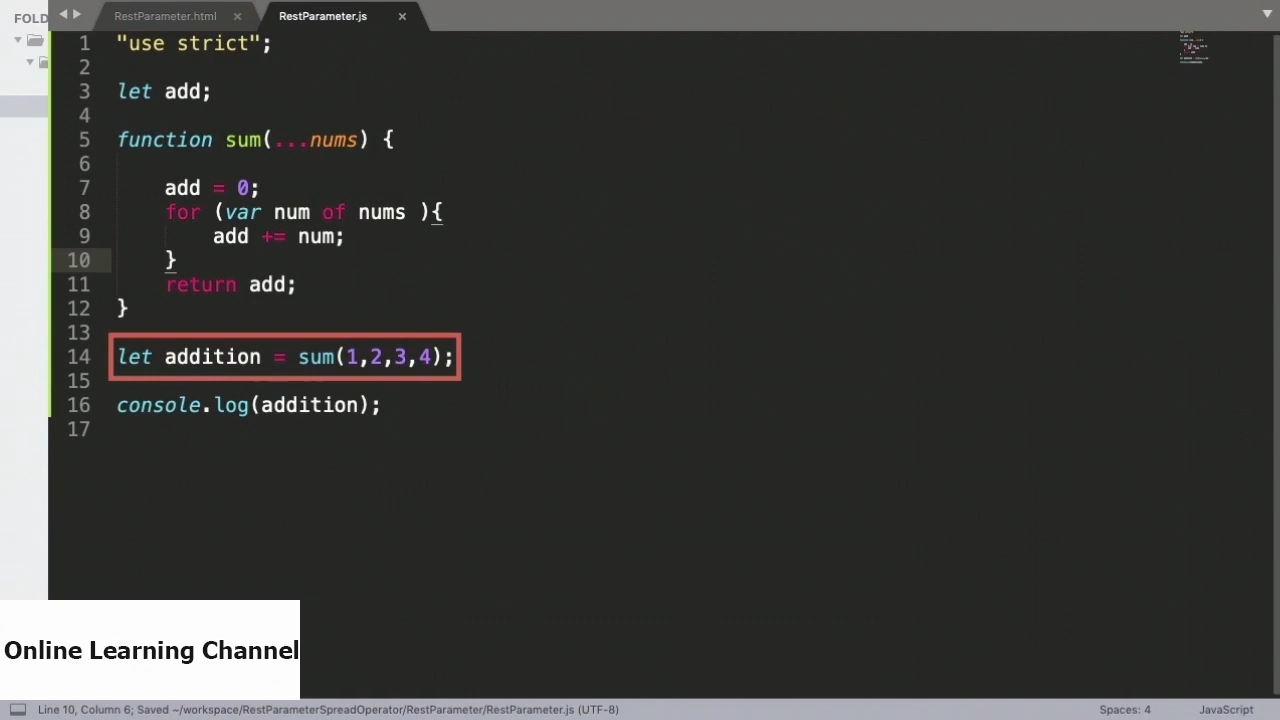 FOLD
RestParameter.html ×
RestParameter.js ×
1 "use strict";
2
3 let add;
4
5 function sum(...nums) {
6
7 add = 0;
8 for (var num of nums ){
9 add += num;
10 }
11 return add;
12 }
13
14 let addition = sum(1,2,3,4);
15
16 console.log(addition);
17
Online Learning Channel
Line 10, Column 6; Saved ~/workspace/RestParameterSpreadOperator/RestParameter/RestParameter.js (UTF-8)
Spaces: 4
JavaScript